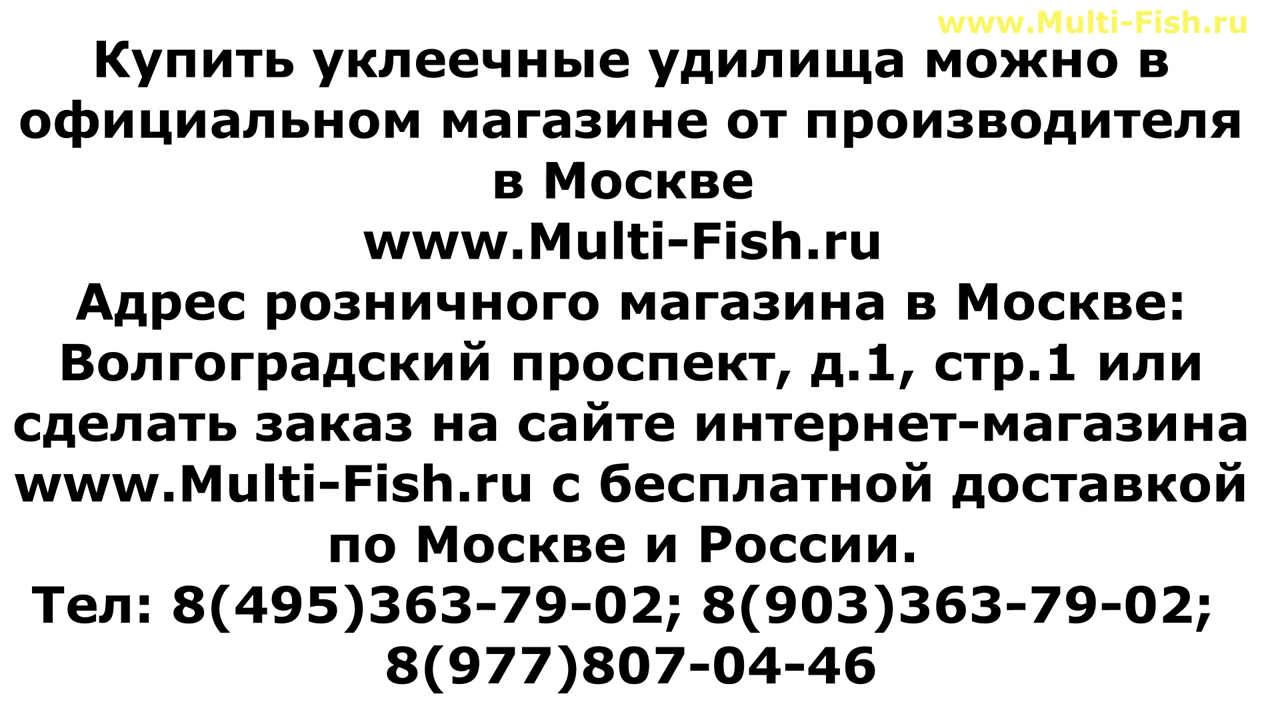 www.Multi-Fish.ru
Купить уклеечные удилища можно в
официальном магазине от производителя
в Москве
www.Multi-Fish.ru
Адрес розничного магазина в Москве:
Волгоградский проспект, д.1, стр.1 или
сделать заказ на сайте интернет-магазина
www.Multi-Fish.ru с бесплатной доставкой
по Москве и России.
Тел: 8(495)363-79-02; 8(903)363-79-02;
8(977)807-04-46